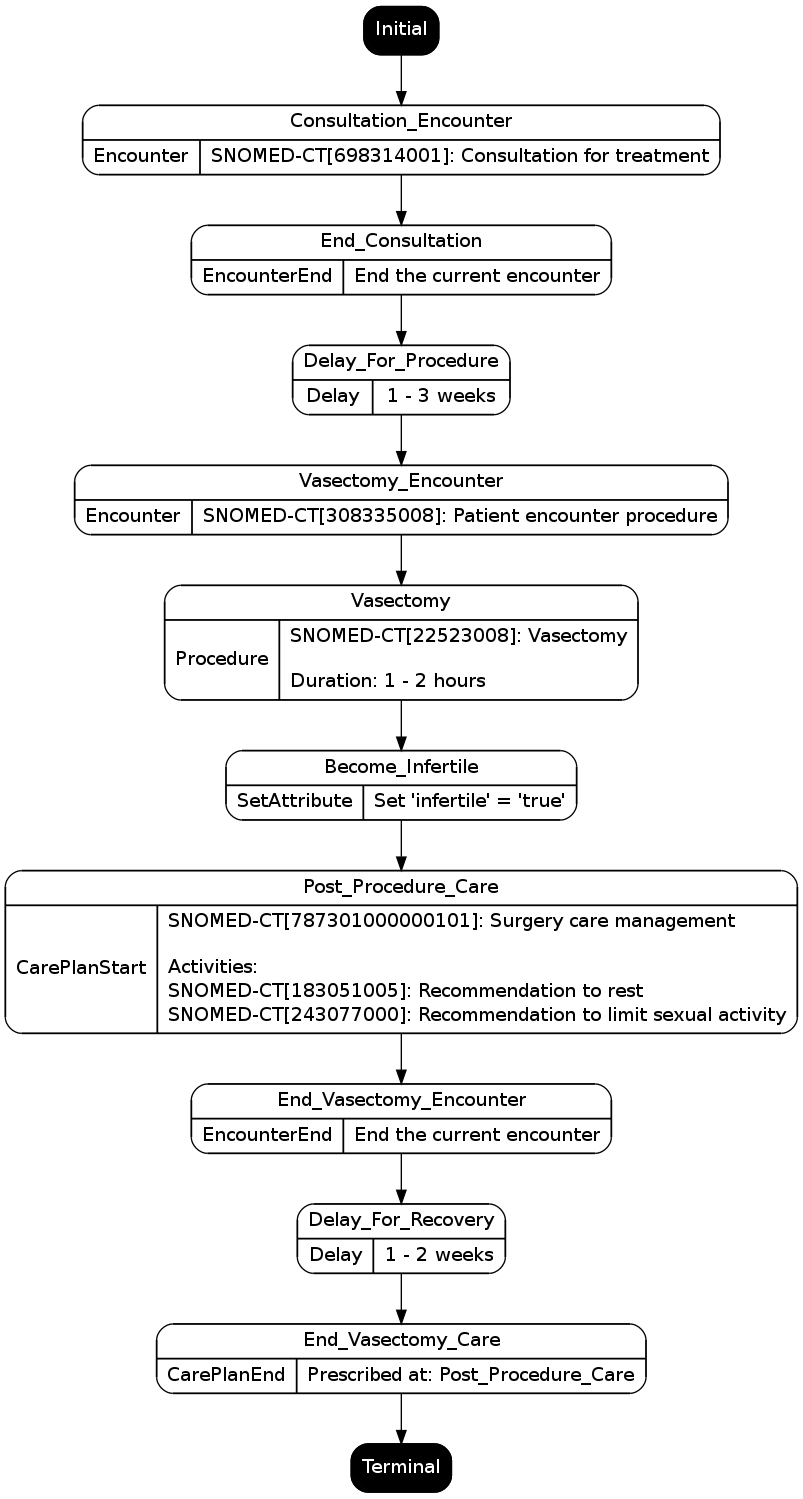 Initial
Consultation_Encounter
Encounter SNOMED-CT[698314001]: Consultation for treatment
End_Consultation
EncounterEnd End the current encounter
Delay_For_Procedure
Delay 1 - 3 weeks
Vasectomy_Encounter
Encounter SNOMED-CT[308335008]: Patient encounter procedure
Vasectomy
Procedure
SNOMED-CT[22523008]: Vasectomy
Duration: 1 - 2 hours
Become_Infertile
SetAttribute Set 'infertile' = 'true'
Post_Procedure_Care
CarePlanStart
SNOMED-CT[787301000000101]: Surgery care management
Activities:
SNOMED-CT[183051005]: Recommendation to rest
SNOMED-CT[243077000]: Recommendation to limit sexual activity
End_Vasectomy_Encounter
EncounterEnd End the current encounter
Delay_For_Recovery
Delay 1 - 2 weeks
End_Vasectomy_Care
CarePlanEnd Prescribed at: Post_Procedure_Care
Terminal